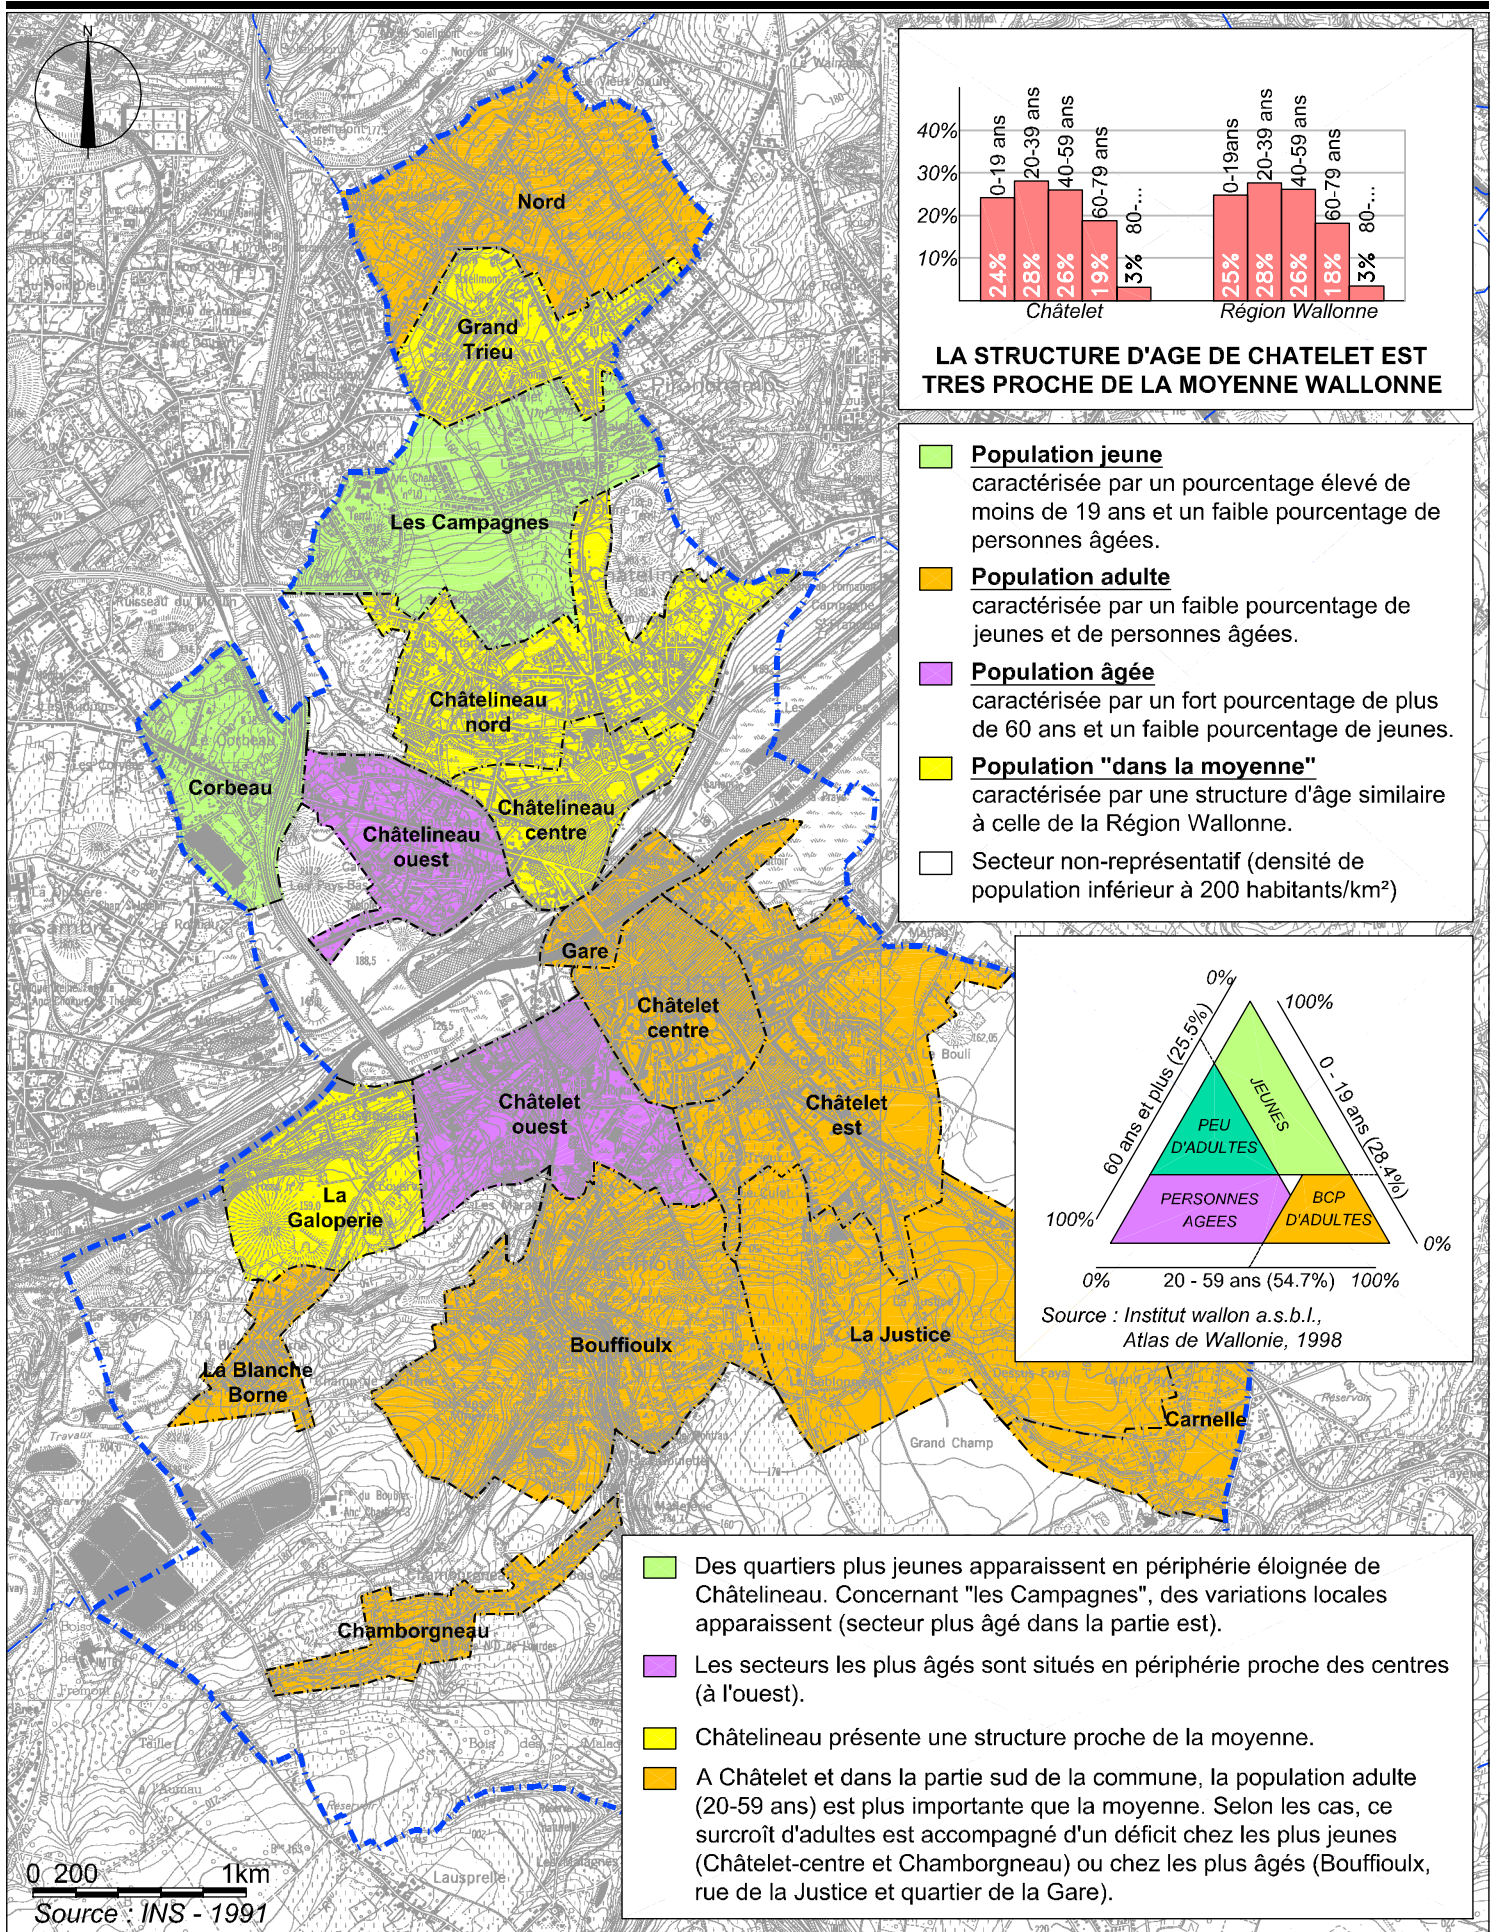 N
40%
30%
20%
10%
0-19 ans
20-39 ans
40-59 ans
60-79 ans
80-...
24%
28%
26%
19%
3%
Châtelet
0-19ans
20-39 ans
40-59 ans
60-79 ans
80-...
25%
28%
26%
18%
3%
Région Wallonne
LA STRUCTURE D'AGE DE CHATELET EST
TRES PROCHE DE LA MOYENNE WALLONNE
Population jeune
caractérisée par un pourcentage élevé de
moins de 19 ans et un faible pourcentage de
personnes âgées.
Population adulte
caractérisée par un faible pourcentage de
jeunes et de personnes âgées.
Population âgée
caractérisée par un fort pourcentage de plus
de 60 ans et un faible pourcentage de jeunes.
Population "dans la moyenne"
caractérisée par une structure d'âge similaire
à celle de la Région Wallonne.
Secteur non-représentatif (densité de
population inférieur à 200 habitants/km²)
Nord
Grand
Trieu
Les Campagnes
Châtelineau
nord
Corbeau
Châtelineau
centre
Châtelineau
ouest
Gare
Châtelet
centre
Châtelet
ouest
Châtelet
est
La
Galoperie
La Blanche
Borne
Bouffioulx
La Justice
Carnelle
Chamborgneau
Grand Champ
Lausprelle
0%
100%
60 ans et plus (25.5%)
0 - 19 ans (28.4%)
JEUNES
PEU
D'ADULTES
PERSONNES
AGEES
BCP
D'ADULTES
100%
0%
0%
20 - 59 ans (54.7%)
100%
Source : Institut wallon a.s.b.l.,
Atlas de Wallonie, 1998
Des quartiers plus jeunes apparaissent en périphérie éloignée de
Châtelineau. Concernant "les Campagnes", des variations locales
apparaissent (secteur plus âgé dans la partie est).
Les secteurs les plus âgés sont situés en périphérie proche des centres
(à l'ouest).
Châtelineau présente une structure proche de la moyenne.
A Châtelet et dans la partie sud de la commune, la population adulte
(20-59 ans) est plus importante que la moyenne. Selon les cas, ce
surcroît d'adultes est accompagné d'un déficit chez les plus jeunes
(Châtelet-centre et Chamborgneau) ou chez les plus âgés (Bouffioulx,
rue de la Justice et quartier de la Gare).
0 200 1km
Source : INS - 1991